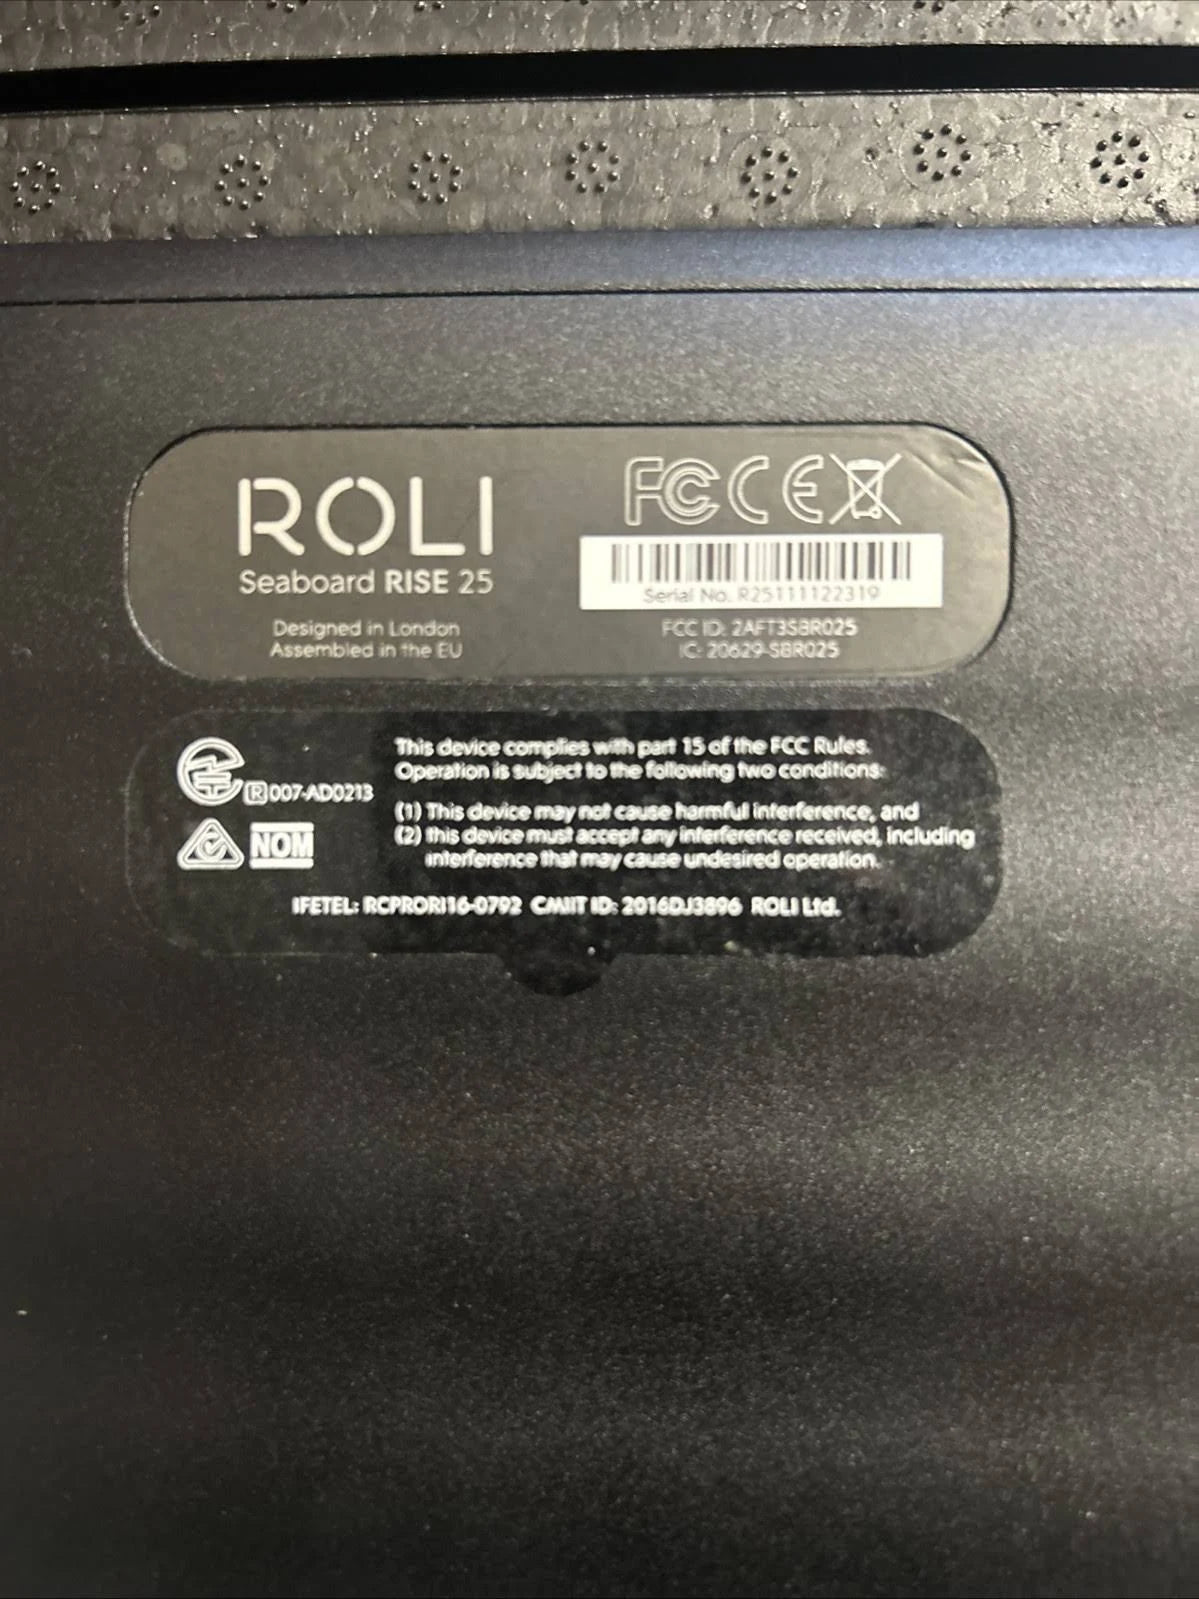 ROLI
Seaboard RISE 25
Designed in London
Assembled in the EU
FC CE
Serial No. R25111122319
FCC ID: 2AFT3SBR025
IC: 20629-SBR025
R 007-AD0213
NOM
This device complies with part 15 of the FCC Rules.
Operation is subject to the following two conditions:
(1) This device may not cause harmful interference, and
(2) this device must accept any interference received, including
interference that may cause undesired operation.
IFETEL: RCPRORI16-0792 CMIIT ID: 2016DJ3896 ROLI Ltd.